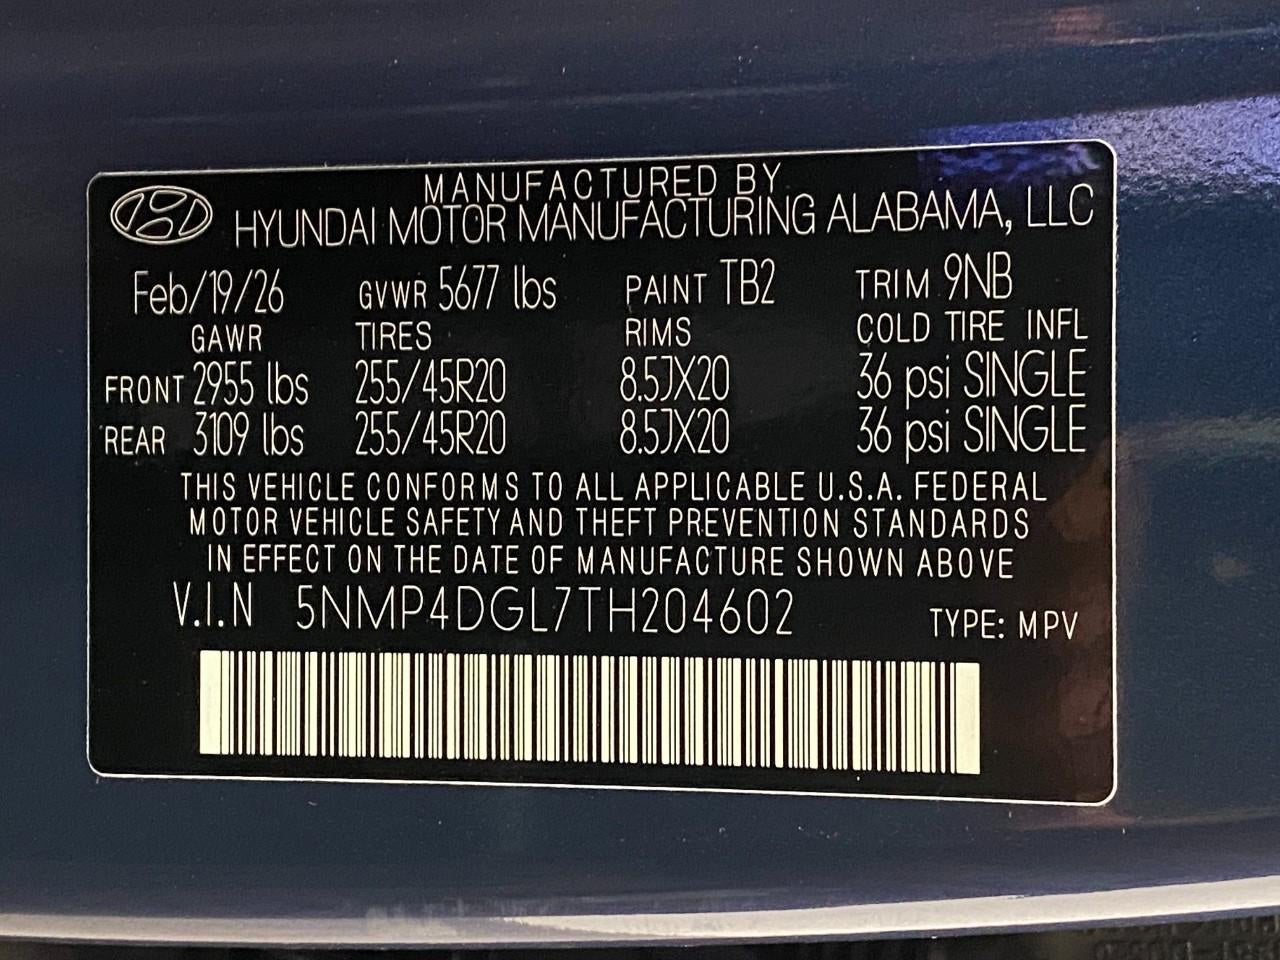 MANUFACTURED BY
HYUNDAI MOTOR MANUFACTURING ALABAMA, LLC
Feb/19/26 GVWR 5677 lbs PAINT TB2 TRIM 9NB
GAWR TIRES RIMS COLD TIRE INFL
FRONT 2955 lbs 255/45R20 8.5JX20 36 psi SINGLE
REAR 3109 lbs 255/45R20 8.5JX20 36 psi SINGLE
THIS VEHICLE CONFORMS TO ALL APPLICABLE U.S.A. FEDERAL
MOTOR VEHICLE SAFETY AND THEFT PREVENTION STANDARDS
IN EFFECT ON THE DATE OF MANUFACTURE SHOWN ABOVE
V.I.N 5NMP4DGL7TH204602 TYPE: MPV